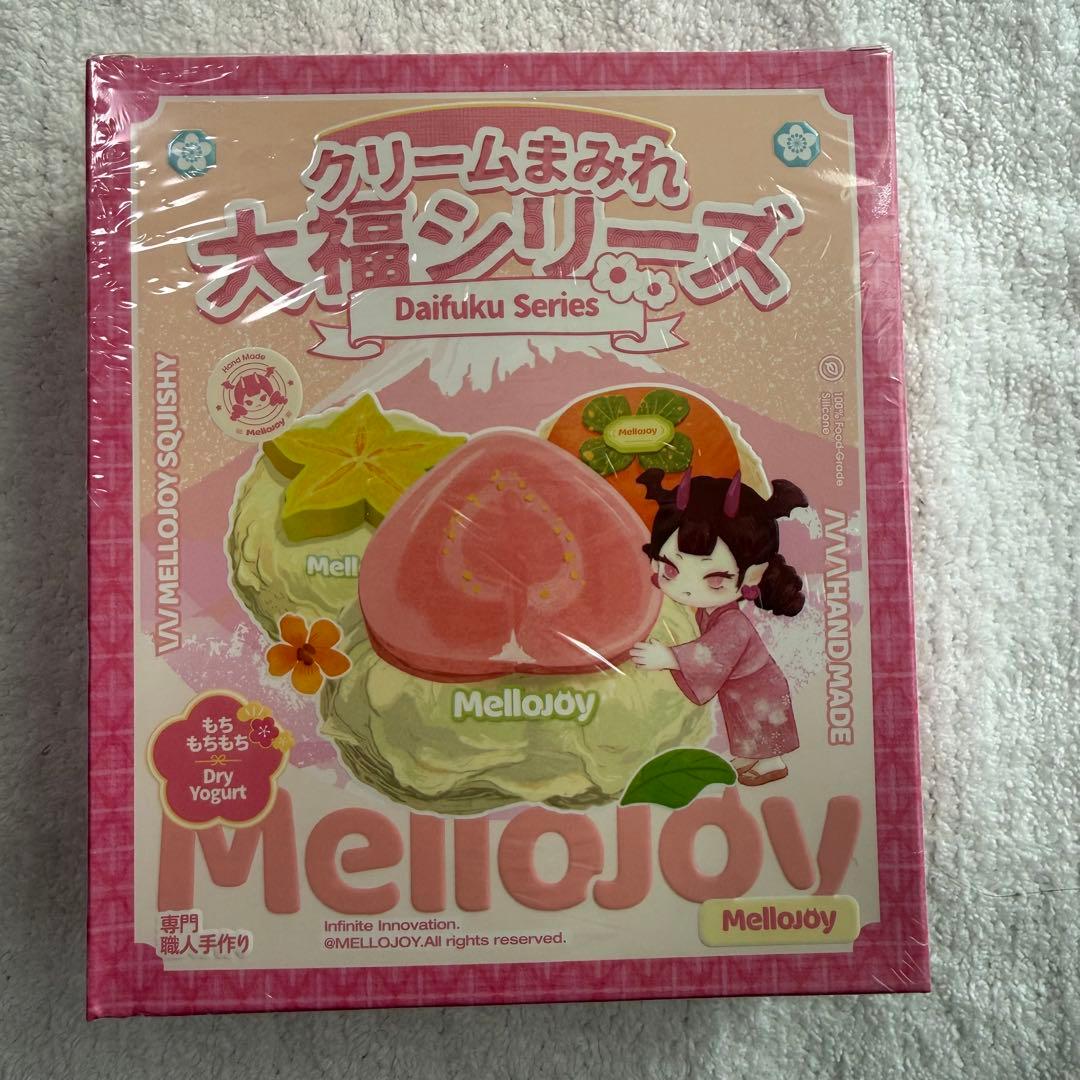 クリームまみれ
大福シリーズ
Daifuku Series
Hand Made
MelloJoy
MELLOJOY SQUISHY
100% Food-Grade
Silicone
MelloJoy
Mell
HAND MADE
MelloJoy
もち
もちもち
Dry
Yogurt
MelloJoy
専門
職人手作り
Infinite Innovation.
@MELLOJOY.All rights reserved.
MelloJoy